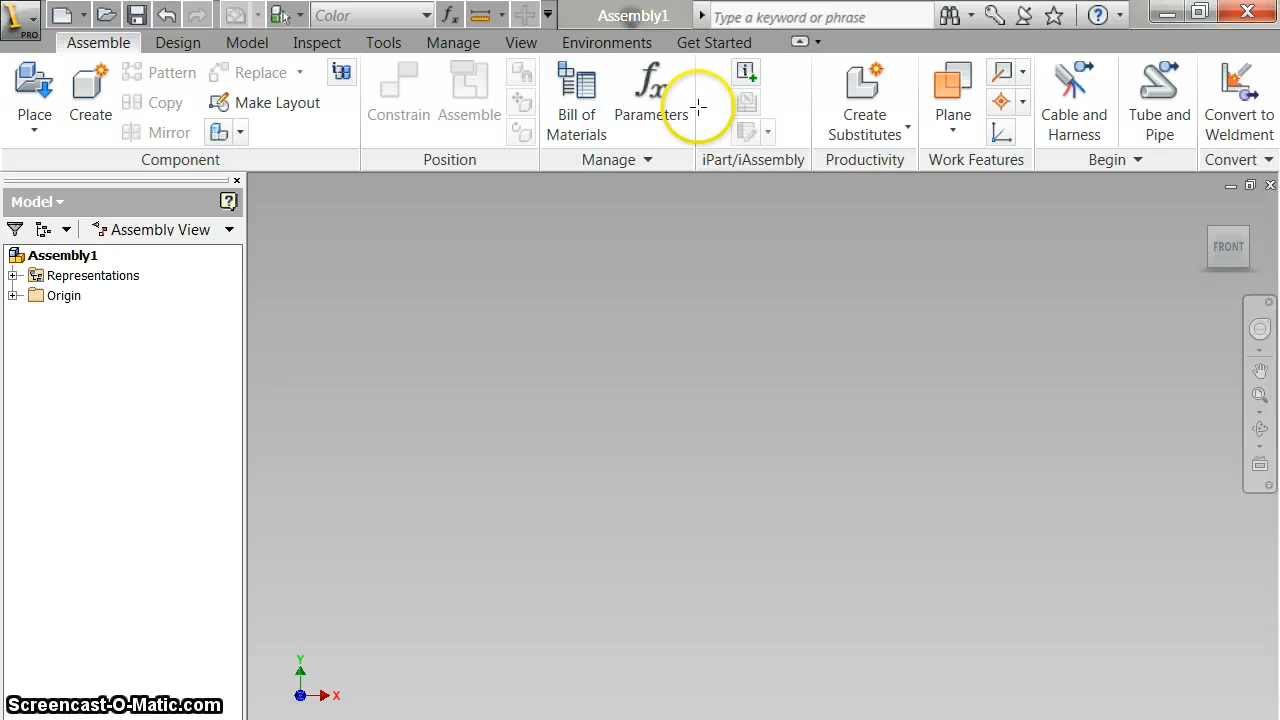 PRO
Color
Assembly1
Type a keyword or phrase
Assemble Design Model Inspect Tools Manage View Environments Get Started
Place
Create
Pattern
Copy
Mirror
Replace
Make Layout
Component
Constrain
Assemble
Position
Bill of
Materials
Parameters
Manage
iPart/iAssembly
Create
Substitutes
Productivity
Plane
Work Features
Cable and
Harness
Tube and
Pipe
Begin
Convert to
Weldment
Convert
Model
Assembly View
Assembly1
Representations
Origin
FRONT
Y
X
Screencast-O-Matic.com